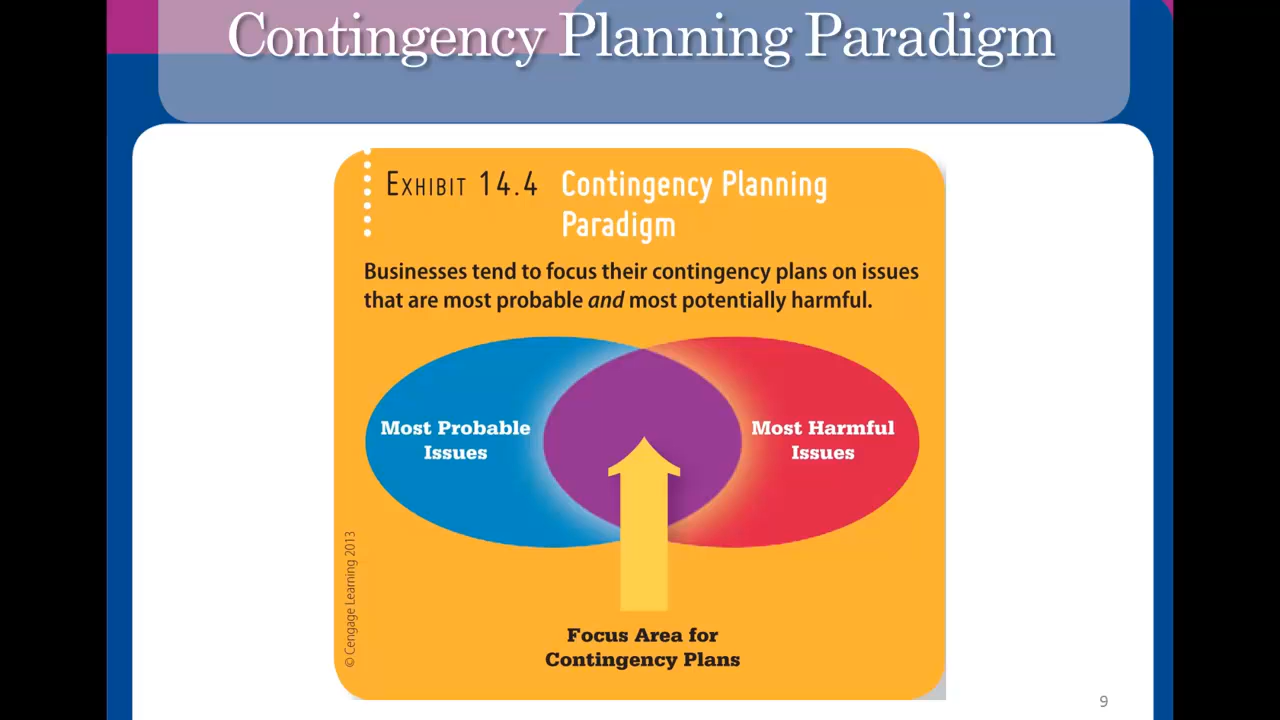 Contingency Planning Paradigm
EXHIBIT 14.4 Contingency Planning
Paradigm
Businesses tend to focus their contingency plans on issues
that are most probable and most potentially harmful.
Most Probable
Issues
Most Harmful
Issues
Focus Area for
Contingency Plans
© Cengage Learning 2013
9